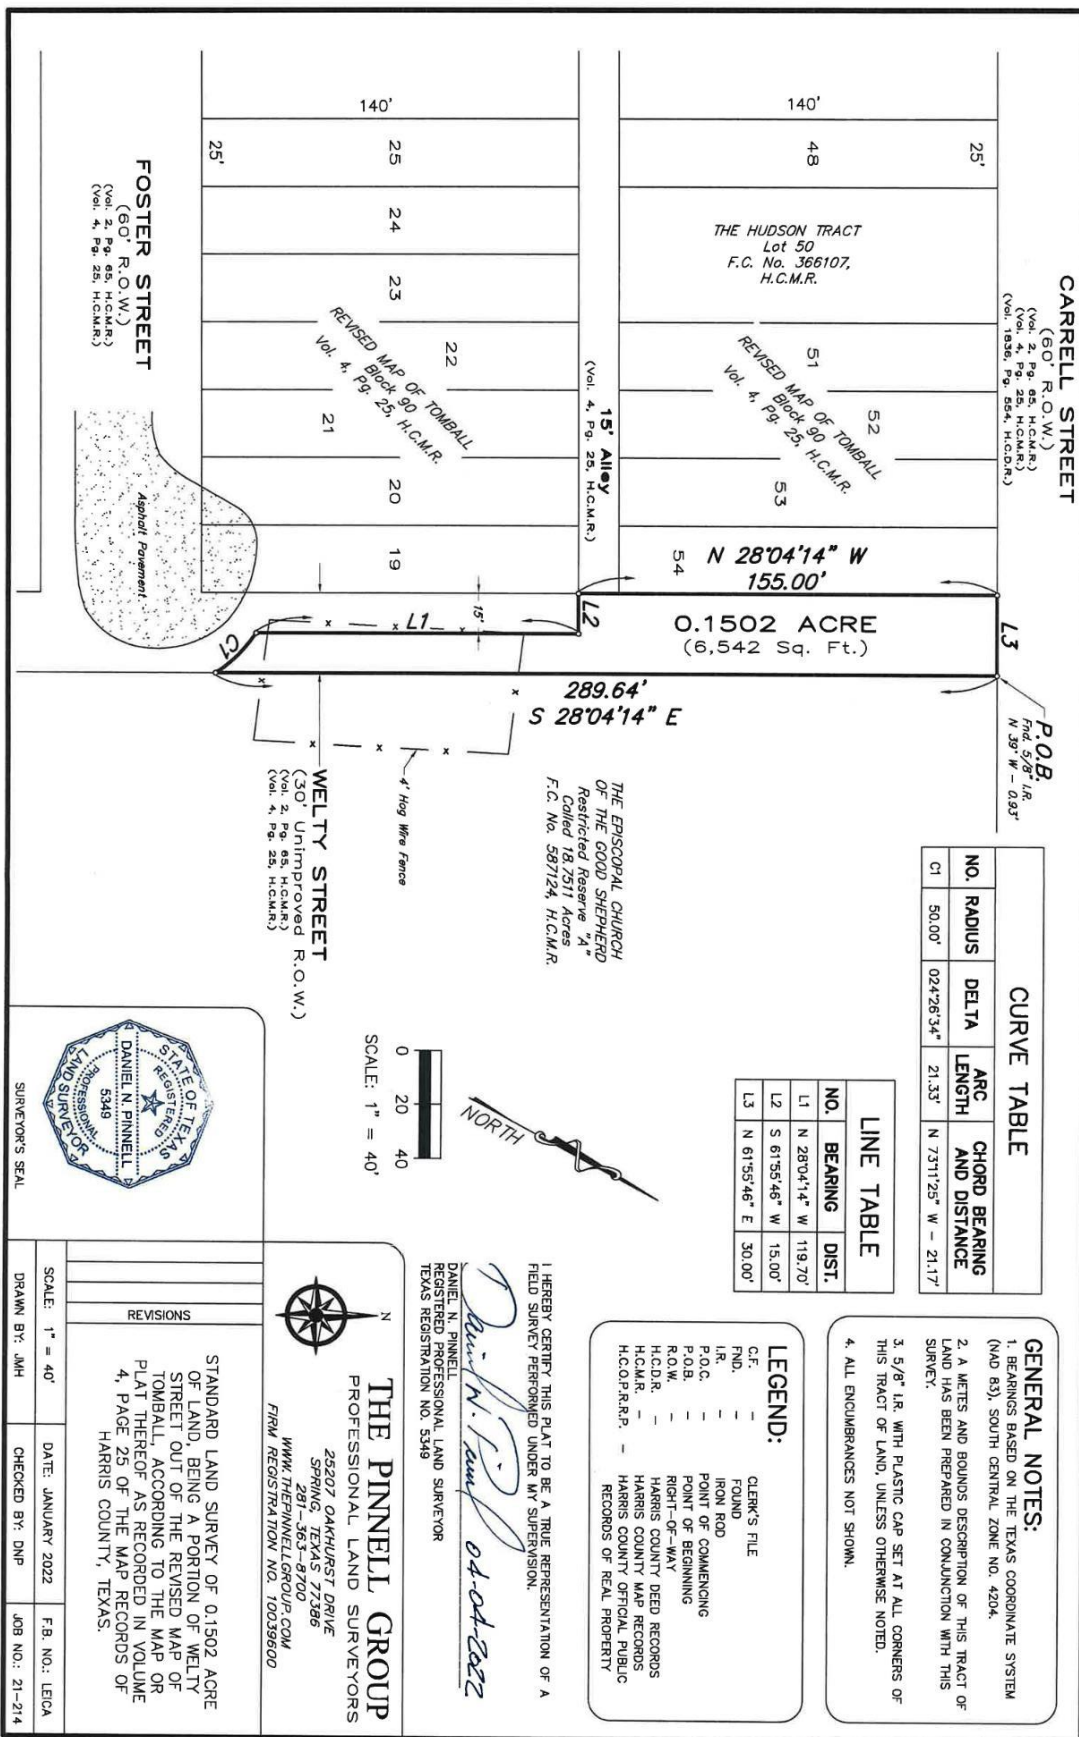 CARRELL STREET
(60' R.O.W.)
(Vol. 2, Pg. 65, H.C.M.R.)
(Vol. 4, Pg. 25, H.C.M.R.)
(Vol. 1836, Pg. 554, H.C.D.R.)
140'
48
25'
THE HUDSON TRACT
Lot 50
F.C. No. 366107,
H.C.M.R.
51
52
53
54
REVISED MAP OF TOMBALL
Block 90
Vol. 4, Pg. 25, H.C.M.R.
15' Alley
(Vol. 4, Pg. 25, H.C.M.R.)
140'
25
24
23
22
21
20
19
25'
REVISED MAP OF TOMBALL
Block 90
Vol. 4, Pg. 25, H.C.M.R.
FOSTER STREET
(60' R.O.W.)
(Vol. 2, Pg. 65, H.C.M.R.)
(Vol. 4, Pg. 25, H.C.M.R.)
Asphalt Pavement
N 28°04'14" W
155.00'
0.1502 ACRE
(6,542 Sq. Ft.)
L3
L2
L1
15'
C1
289.64'
S 28°04'14" E
P.O.B.
Fnd. 5/8" I.R.
N 39° W - 0.93'
THE EPISCOPAL CHURCH
OF THE GOOD SHEPHERD
Restricted Reserve "A"
Called 18.7511 Acres
F.C. No. 587124, H.C.M.R.
4' Hog Wire Fence
WELTY STREET
(30' Unimproved R.O.W.)
(Vol. 2, Pg. 65, H.C.M.R.)
(Vol. 4, Pg. 25, H.C.M.R.)
CURVE TABLE
NO. RADIUS DELTA ARC LENGTH CHORD BEARING AND DISTANCE
C1 50.00' 024°26'34" 21.33' N 73°11'25" W - 21.17'
LINE TABLE
NO. BEARING DIST.
L1 N 28°04'14" W 119.70'
L2 S 61°55'46" W 15.00'
L3 N 61°55'46" E 30.00'
NORTH
0 20 40
SCALE: 1" = 40'
GENERAL NOTES:
1. BEARINGS BASED ON THE TEXAS COORDINATE SYSTEM
(NAD 83), SOUTH CENTRAL ZONE NO. 4204.
2. A METES AND BOUNDS DESCRIPTION OF THIS TRACT OF
LAND HAS BEEN PREPARED IN CONJUNCTION WITH THIS
SURVEY.
3. 5/8" I.R. WITH PLASTIC CAP SET AT ALL CORNERS OF
THIS TRACT OF LAND, UNLESS OTHERWISE NOTED.
4. ALL ENCUMBRANCES NOT SHOWN.
LEGEND:
C.F. – CLERK'S FILE
FND. – FOUND
I.R. – IRON ROD
P.O.C. – POINT OF COMMENCING
P.O.B. – POINT OF BEGINNING
R.O.W. – RIGHT-OF-WAY
H.C.D.R. – HARRIS COUNTY DEED RECORDS
H.C.M.R. – HARRIS COUNTY MAP RECORDS
H.C.O.P.R.R.P. – HARRIS COUNTY OFFICIAL PUBLIC
RECORDS OF REAL PROPERTY
I HEREBY CERTIFY THIS PLAT TO BE A TRUE REPRESENTATION OF A
FIELD SURVEY PERFORMED UNDER MY SUPERVISION.
Daniel N. Pinnell 04-04-2022
DANIEL N. PINNELL
REGISTERED PROFESSIONAL LAND SURVEYOR
TEXAS REGISTRATION NO. 5349
N
THE PINNELL GROUP
PROFESSIONAL LAND SURVEYORS
25207 OAKHURST DRIVE
SPRING, TEXAS 77386
281-363-8700
WWW.THEPINNELLGROUP.COM
FIRM REGISTRATION NO. 10039600
STATE OF TEXAS
REGISTERED
DANIEL N. PINNELL
5349
PROFESSIONAL
LAND SURVEYOR
SURVEYOR'S SEAL
REVISIONS
STANDARD LAND SURVEY OF 0.1502 ACRE
OF LAND, BEING A PORTION OF WELTY
STREET OUT OF THE REVISED MAP OF
TOMBALL, ACCORDING TO THE MAP OR
PLAT THEREOF AS RECORDED IN VOLUME
4, PAGE 25 OF THE MAP RECORDS OF
HARRIS COUNTY, TEXAS.
SCALE: 1" = 40' DATE: JANUARY 2022 F.B. NO.: LEICA
DRAWN BY: JMH CHECKED BY: DNP JOB NO.: 21-214